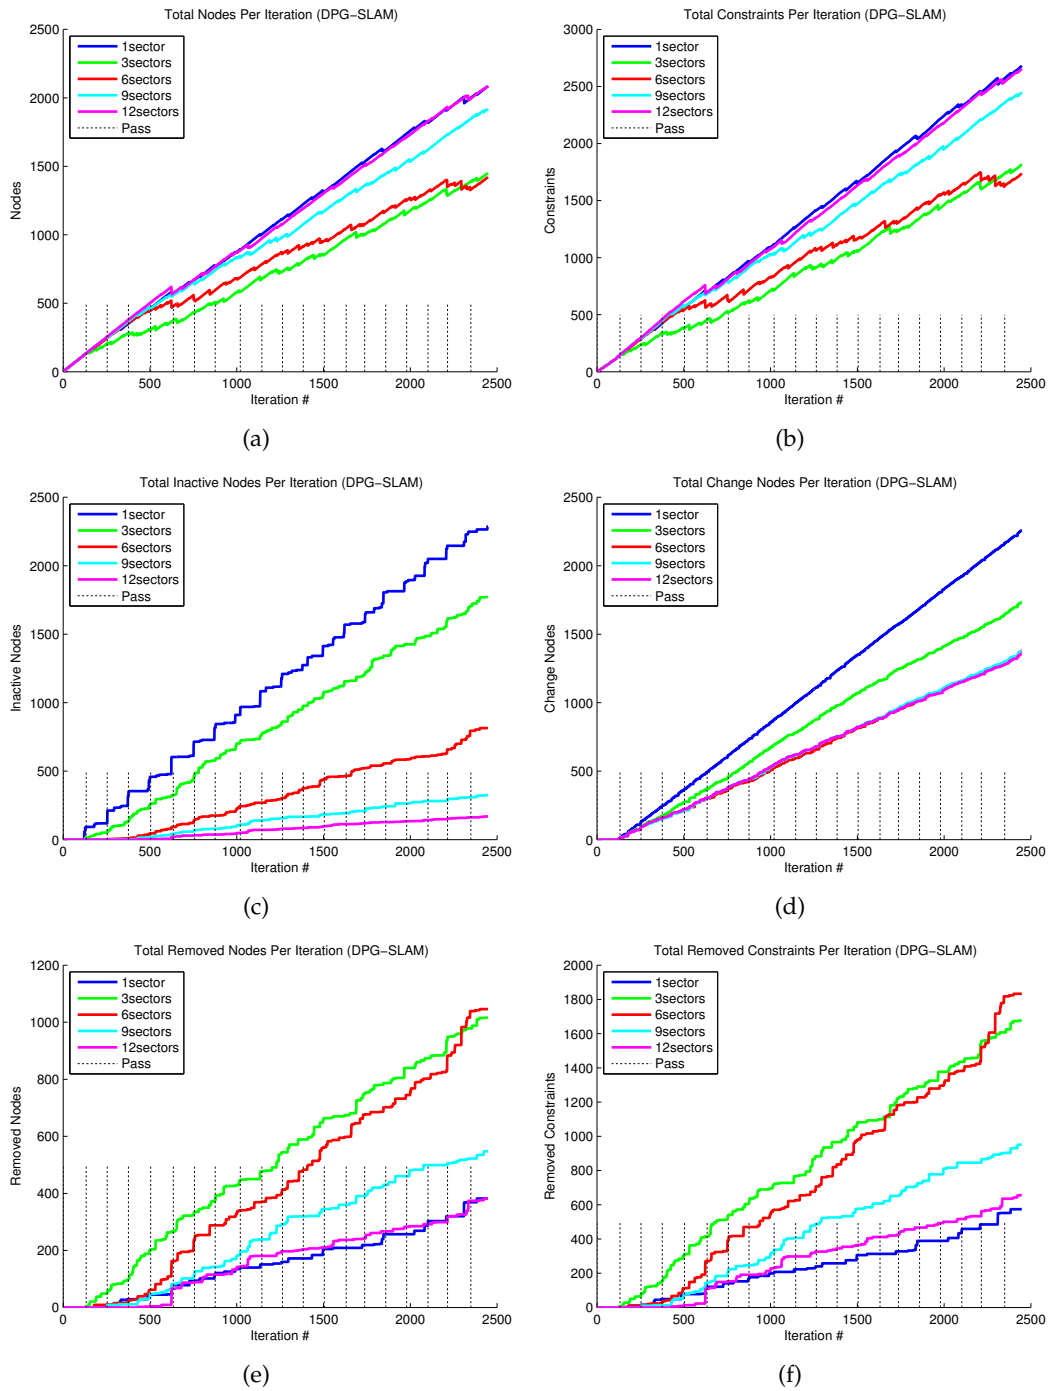 Total Nodes Per Iteration (DPG−SLAM)
2500
2000
1500
1000
500
0
Nodes
1sector
3sectors
6sectors
9sectors
12sectors
Pass
0 500 1000 1500 2000 2500
Iteration #
(a)
Total Constraints Per Iteration (DPG−SLAM)
3000
2500
2000
1500
1000
500
0
Constraints
1sector
3sectors
6sectors
9sectors
12sectors
Pass
0 500 1000 1500 2000 2500
Iteration #
(b)
Total Inactive Nodes Per Iteration (DPG−SLAM)
2500
2000
1500
1000
500
0
Inactive Nodes
1sector
3sectors
6sectors
9sectors
12sectors
Pass
0 500 1000 1500 2000 2500
Iteration #
(c)
Total Change Nodes Per Iteration (DPG−SLAM)
2500
2000
1500
1000
500
0
Change Nodes
1sector
3sectors
6sectors
9sectors
12sectors
Pass
0 500 1000 1500 2000 2500
Iteration #
(d)
Total Removed Nodes Per Iteration (DPG−SLAM)
1200
1000
800
600
400
200
0
Removed Nodes
1sector
3sectors
6sectors
9sectors
12sectors
Pass
0 500 1000 1500 2000 2500
Iteration #
(e)
Total Removed Constraints Per Iteration (DPG−SLAM)
2000
1800
1600
1400
1200
1000
800
600
400
200
0
Removed Constraints
1sector
3sectors
6sectors
9sectors
12sectors
Pass
0 500 1000 1500 2000 2500
Iteration #
(f)